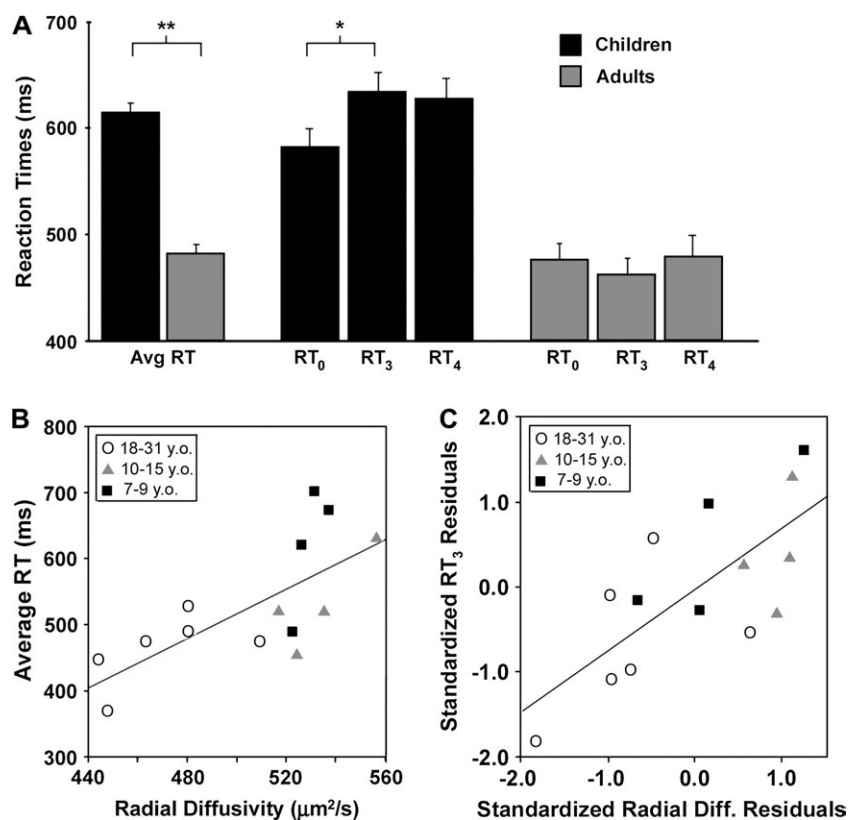 A
700
600
500
400
Reaction Times (ms)
**
*
Children
Adults
Avg RT
RT₀
RT₃
RT₄
RT₀
RT₃
RT₄
B
800
700
600
500
400
300
Average RT (ms)
18-31 y.o.
10-15 y.o.
7-9 y.o.
440
480
520
560
Radial Diffusivity (μm²/s)
C
2.0
1.0
0.0
-1.0
-2.0
Standardized RT₃ Residuals
18-31 y.o.
10-15 y.o.
7-9 y.o.
-2.0
-1.0
0.0
1.0
Standardized Radial Diff. Residuals